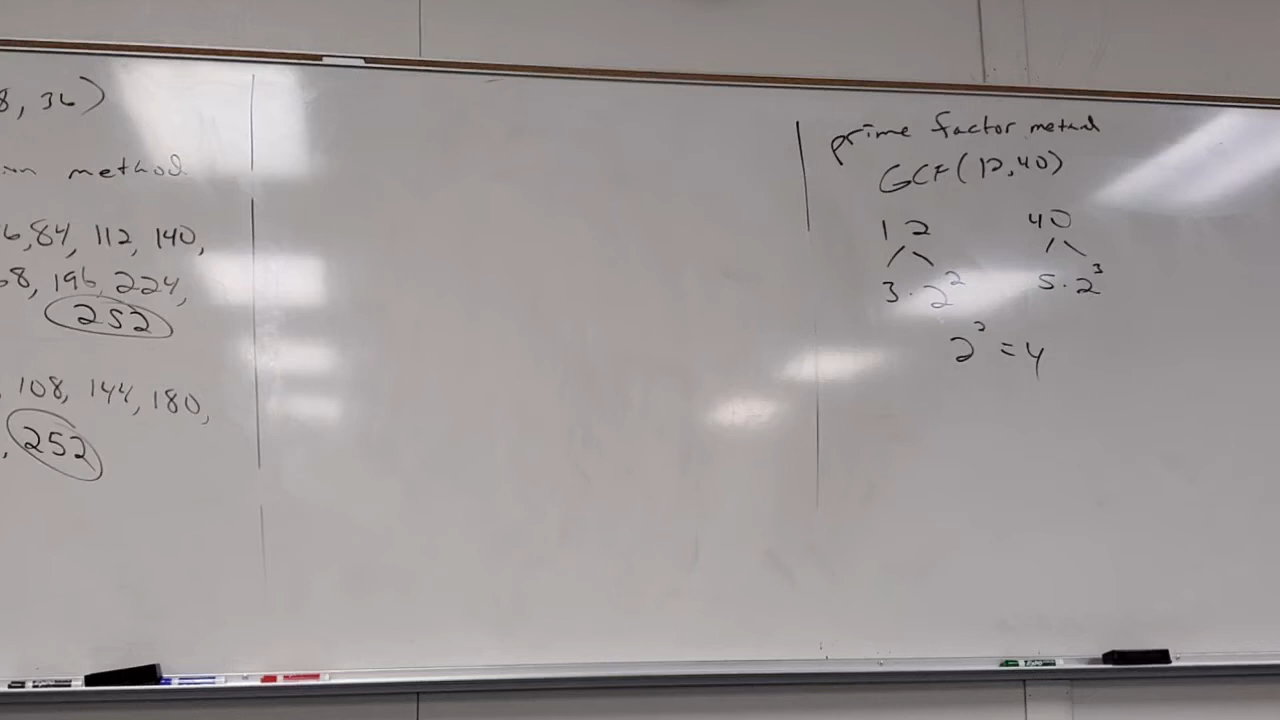 8, 36)
method
6, 84, 112, 140,
68, 196, 224,
252
, 108, 144, 180,
, 252
prime factor method
GCF(12,40)
12 40
3 · 2² 5 · 2³
2² = 4